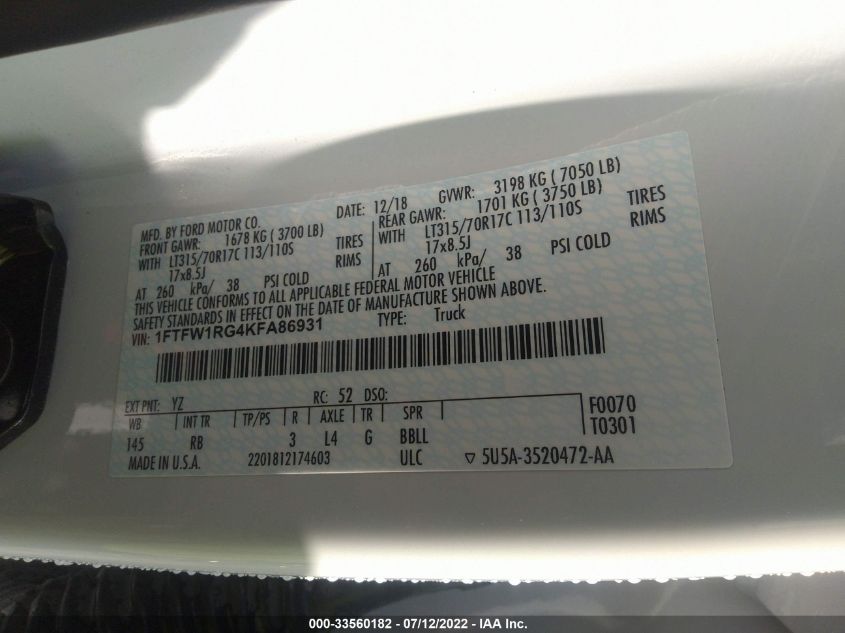 MFD. BY FORD MOTOR CO.
DATE: 12/18 GVWR: 3198 KG ( 7050 LB)
FRONT GAWR: 1678 KG ( 3700 LB)
WITH LT315/70R17C 113/110S TIRES
17x8.5J RIMS
AT 260 kPa/ 38 PSI COLD
REAR GAWR: 1701 KG ( 3750 LB)
WITH LT315/70R17C 113/110S TIRES
17x8.5J RIMS
AT 260 kPa/ 38 PSI COLD
THIS VEHICLE CONFORMS TO ALL APPLICABLE FEDERAL MOTOR VEHICLE
SAFETY STANDARDS IN EFFECT ON THE DATE OF MANUFACTURE SHOWN ABOVE.
VIN: 1FTFW1RG4KFA86931 TYPE: Truck
EXT PNT: YZ RC: 52 DSO:
WB INT TR TP/PS R AXLE TR SPR F0070
145 RB 3 L4 G BBLL T0301
MADE IN U.S.A. 2201812174603 ULC ▽ 5U5A-3520472-AA
000-33560182 - 07/12/2022 - IAA Inc.